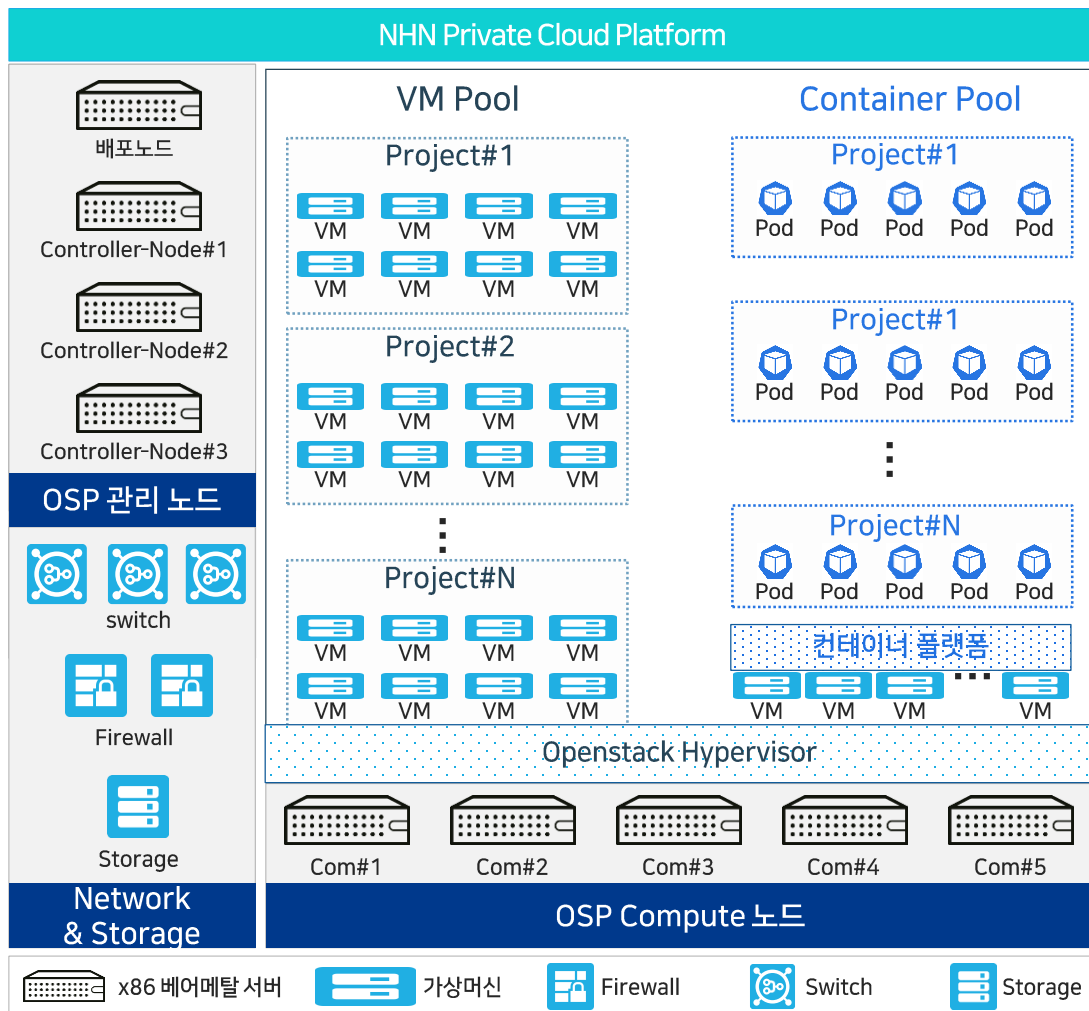 NHN Private Cloud Platform
배포노드
Controller-Node#1
Controller-Node#2
Controller-Node#3
OSP 관리 노드
switch
Firewall
Storage
Network
& Storage
VM Pool
Project#1
VM VM VM VM
VM VM VM VM
Project#2
VM VM VM VM
VM VM VM VM
Project#N
VM VM VM VM
VM VM VM VM
Container Pool
Project#1
Pod Pod Pod Pod Pod
Project#1
Pod Pod Pod Pod Pod
Project#N
Pod Pod Pod Pod Pod
컨테이너 플랫폼
VM VM VM VM
Openstack Hypervisor
Com#1 Com#2 Com#3 Com#4 Com#5
OSP Compute 노드
x86 베어메탈 서버 가상머신 Firewall Switch Storage